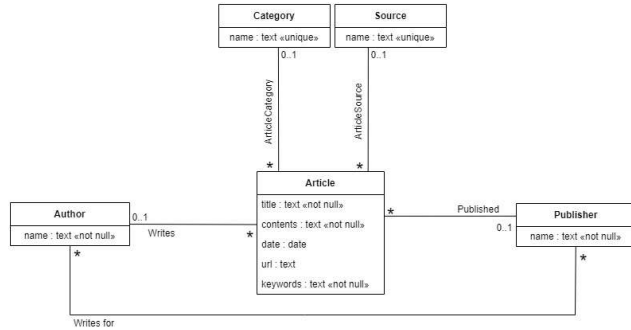 Category
name : text «unique»
Source
name : text «unique»
0..1
0..1
ArticleCategory
ArticleSource
*
*
Article
title : text «not null»
contents : text «not null»
date : date
url : text
keywords : text «not null»
Author
name : text «not null»
0..1
Writes
*
*
Published
0..1
Publisher
name : text «not null»
*
*
Writes for